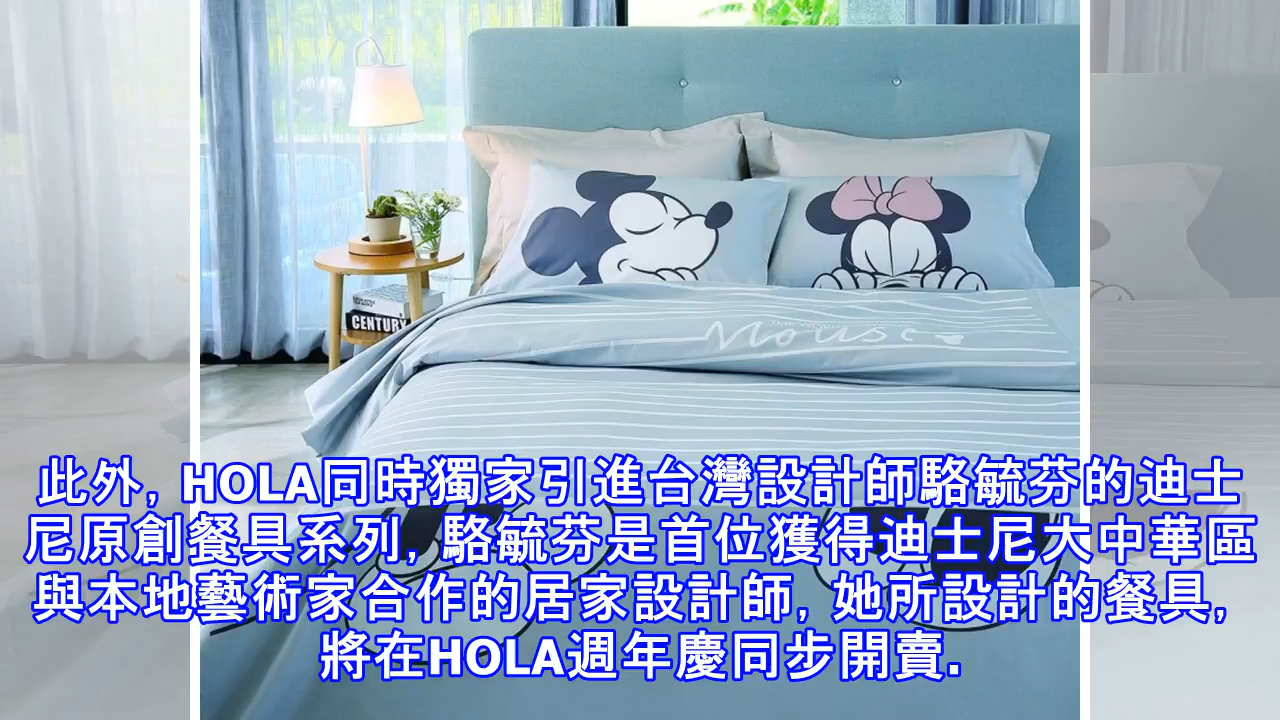 CENTURY
Mouse
此外, HOLA同時獨家引進台灣設計師駱毓芬的迪士
尼原創餐具系列, 駱毓芬是首位獲得迪士尼大中華區
與本地藝術家合作的居家設計師, 她所設計的餐具,
將在HOLA週年慶同步開賣.